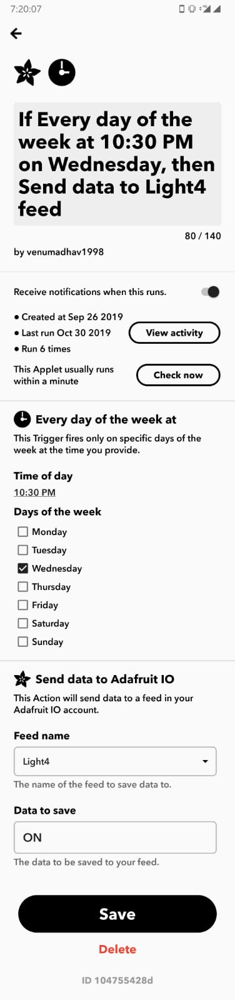 7:20:07
If Every day of the
week at 10:30 PM
on Wednesday, then
Send data to Light4
feed
80 / 140
by venumadhav1998
Receive notifications when this runs.
● Created at Sep 26 2019
● Last run Oct 30 2019
View activity
● Run 6 times
This Applet usually runs
within a minute
Check now
Every day of the week at
This Trigger fires only on specific days of the
week at the time you provide.
Time of day
10:30 PM
Days of the week
Monday
Tuesday
Wednesday
Thursday
Friday
Saturday
Sunday
Send data to Adafruit IO
This Action will send data to a feed in your
Adafruit IO account.
Feed name
Light4
The name of the feed to save data to.
Data to save
ON
The data to be saved to your feed.
Save
Delete
ID 104755428d